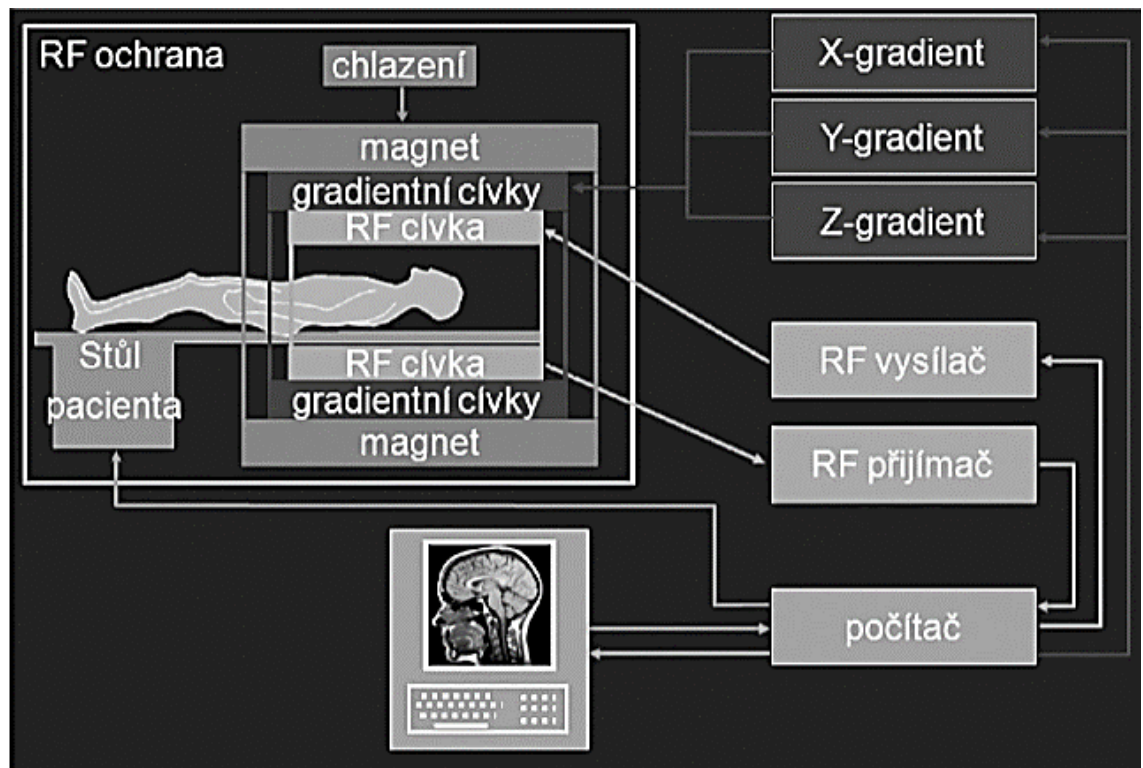 RF ochrana
chlazení
magnet
gradientní cívky
RF cívka
RF cívka
gradientní cívky
magnet
Stůl
pacienta
X-gradient
Y-gradient
Z-gradient
RF vysílač
RF přijímač
počítač